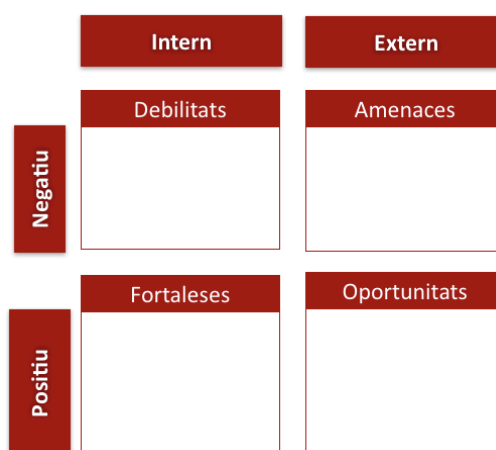 Intern
Extern
Debilitats
Amenaces
Negatiu
Fortaleses
Oportunitats
Positiu